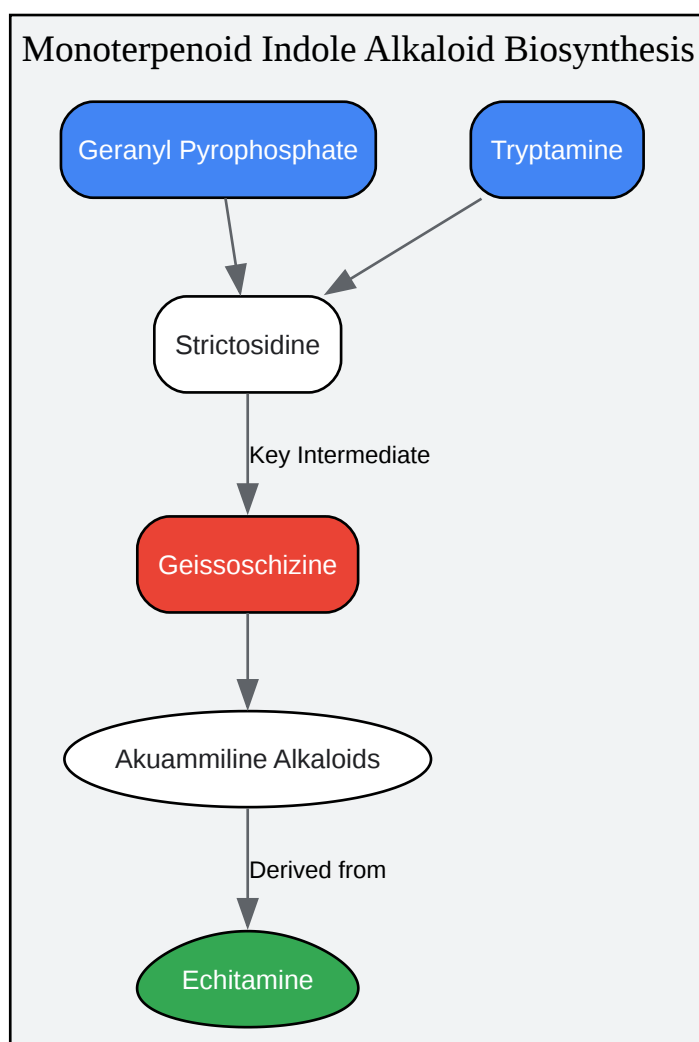 Monoterpenoid Indole Alkaloid Biosynthesis
Geranyl Pyrophosphate
Tryptamine
Strictosidine
Key Intermediate
Geissoschizine
Akuammiline Alkaloids
Derived from
Echitamine